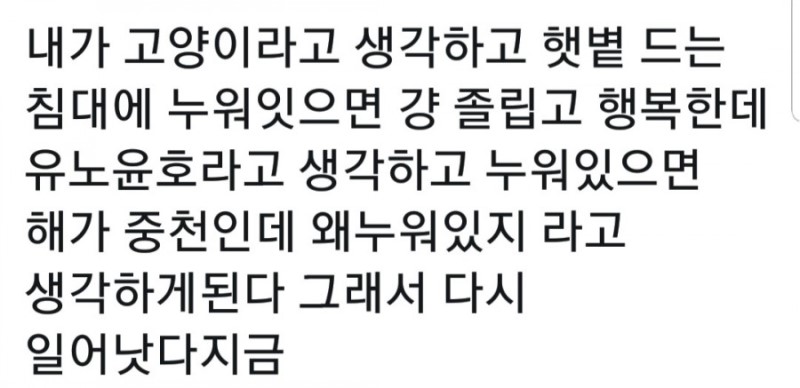 내가 고양이라고 생각하고 햇볕 드는
침대에 누워잇으면 걍 졸립고 행복한데
유노윤호라고 생각하고 누워있으면
해가 중천인데 왜누워있지 라고
생각하게된다 그래서 다시
일어낫다지금